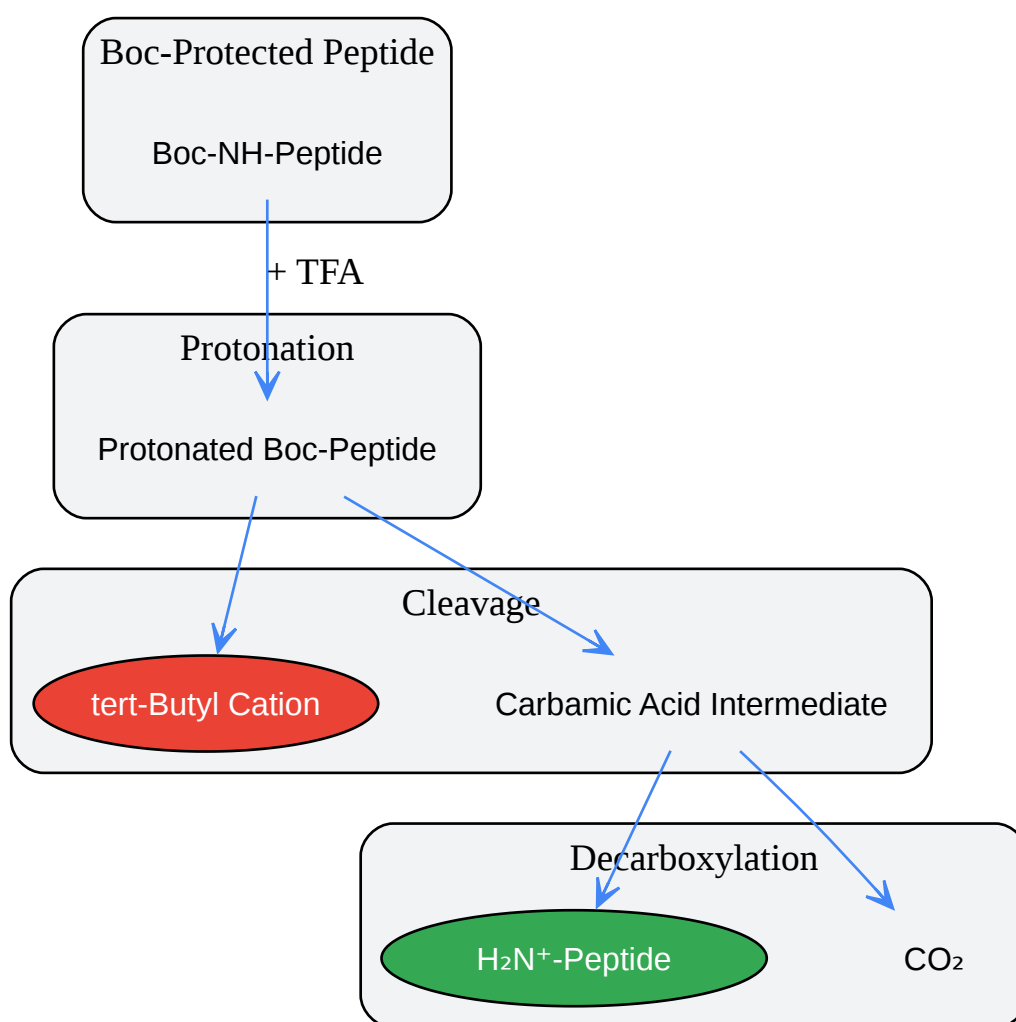 Boc-Protected Peptide
Boc-NH-Peptide
+ TFA
Protonation
Protonated Boc-Peptide
Cleavage
tert-Butyl Cation
Carbamic Acid Intermediate
Decarboxylation
H₂N⁺-Peptide
CO₂